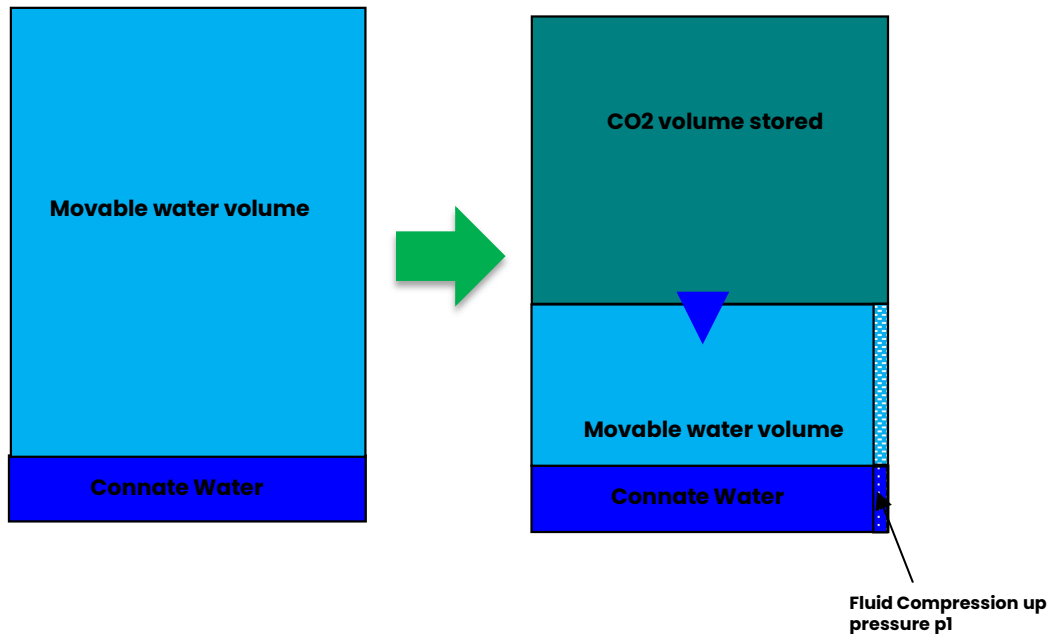 Movable water volume
Connate Water
CO2 volume stored
Movable water volume
Connate Water
Fluid Compression up
pressure p1